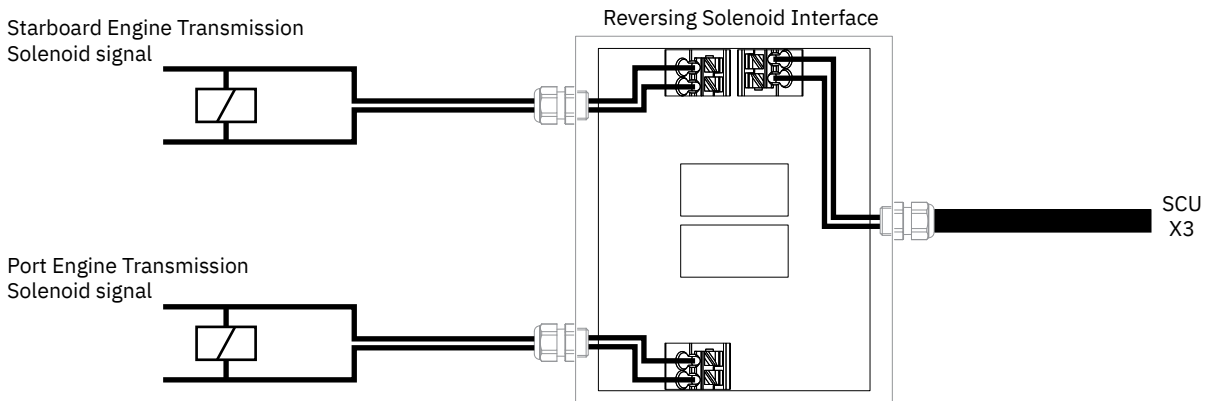 Reversing Solenoid Interface
Starboard Engine Transmission
Solenoid signal
SCU
X3
Port Engine Transmission
Solenoid signal